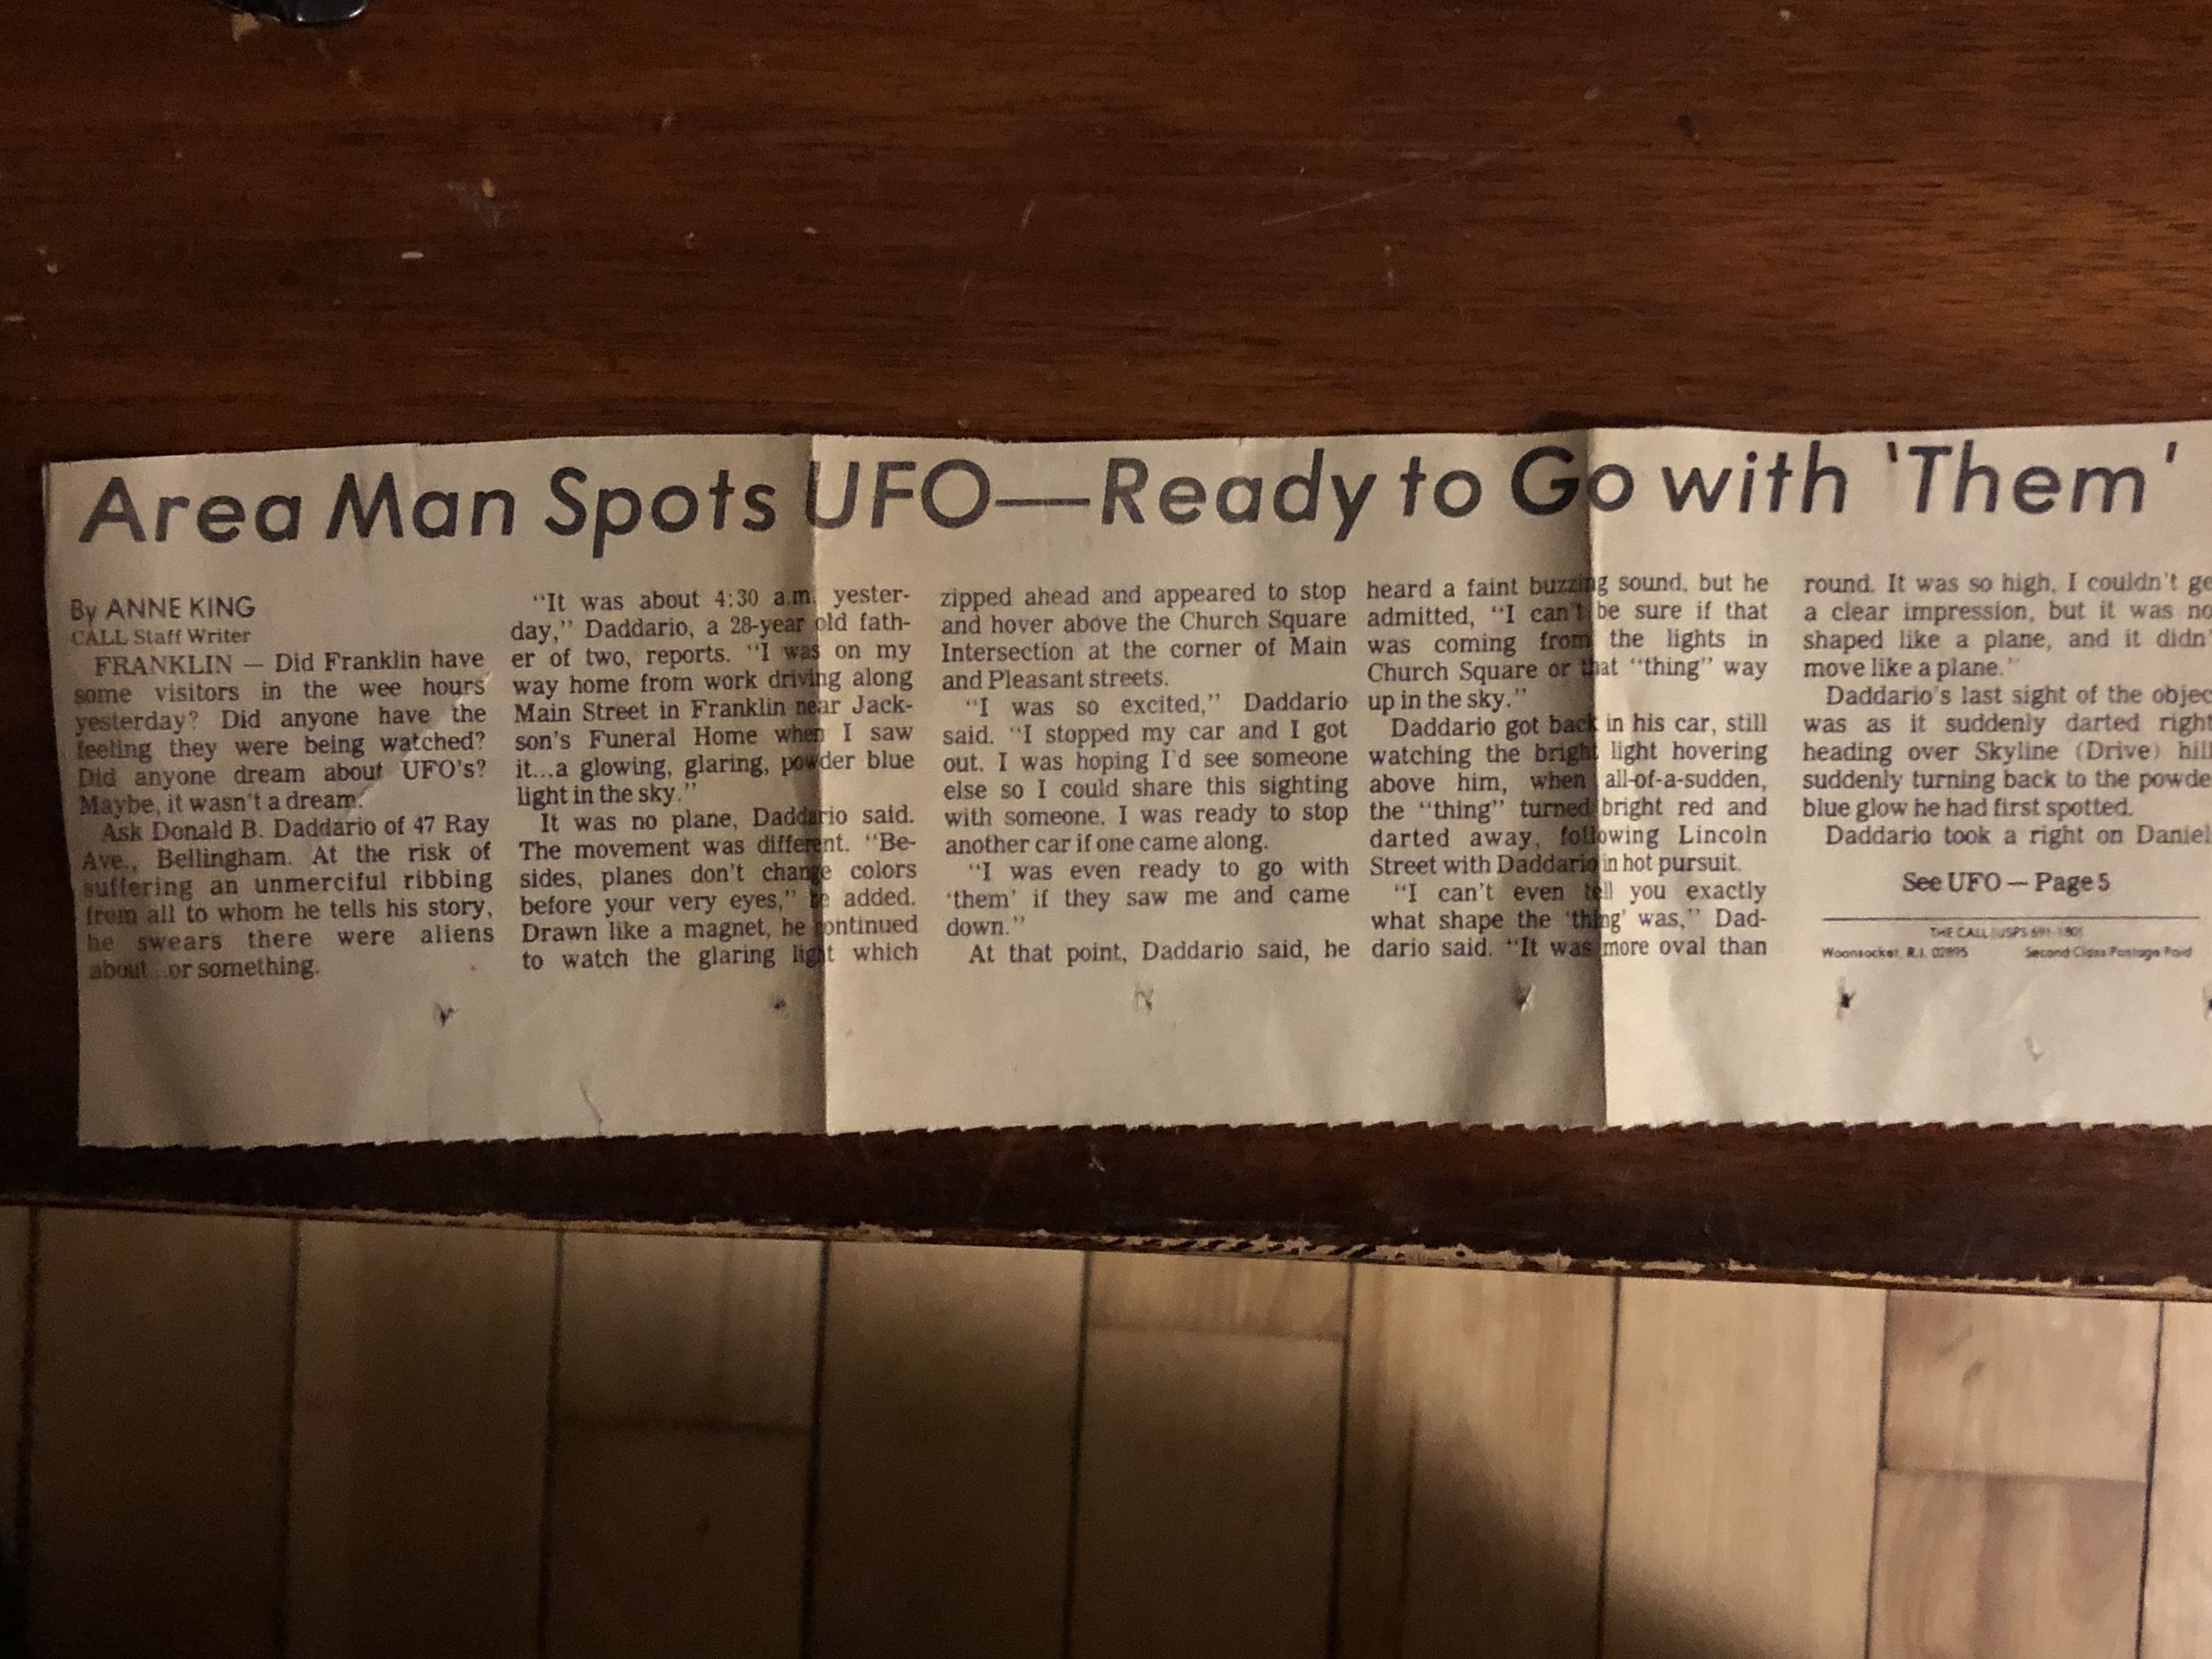 Area Man Spots UFO—Ready to Go with 'Them'
By ANNE KING
CALL Staff Writer
FRANKLIN — Did Franklin have
some visitors in the wee hours
yesterday? Did anyone have the
feeling they were being watched?
Did anyone dream about UFO's?
Maybe, it wasn't a dream.
Ask Donald B. Daddario of 47 Ray
Ave., Bellingham. At the risk of
suffering an unmerciful ribbing
from all to whom he tells his story,
he swears there were aliens
about...or something.
"It was about 4:30 a.m. yester-
day," Daddario, a 28-year old fath-
er of two, reports. "I was on my
way home from work driving along
Main Street in Franklin near Jack-
son's Funeral Home when I saw
it...a glowing, glaring, powder blue
light in the sky."
It was no plane, Daddario said.
The movement was different. "Be-
sides, planes don't change colors
before your very eyes," he added.
Drawn like a magnet, he continued
to watch the glaring light which
zipped ahead and appeared to stop
and hover above the Church Square
Intersection at the corner of Main
and Pleasant streets.
"I was so excited," Daddario
said. "I stopped my car and I got
out. I was hoping I'd see someone
else so I could share this sighting
with someone. I was ready to stop
another car if one came along.
"I was even ready to go with
'them' if they saw me and came
down."
At that point, Daddario said, he
heard a faint buzzing sound, but he
admitted, "I can't be sure if that
was coming from the lights in
Church Square or that "thing" way
up in the sky."
Daddario got back in his car, still
watching the bright light hovering
above him, when all-of-a-sudden,
the "thing" turned bright red and
darted away, following Lincoln
Street with Daddario in hot pursuit.
"I can't even tell you exactly
what shape the 'thing' was," Dad-
dario said. "It was more oval than
round. It was so high, I couldn't ge
a clear impression, but it was no
shaped like a plane, and it didn'
move like a plane."
Daddario's last sight of the objec
was as it suddenly darted right
heading over Skyline (Drive) hill
suddenly turning back to the powde
blue glow he had first spotted.
Daddario took a right on Daniel
See UFO — Page 5
THE CALL (USPS 691-180)
Woonsocket, R.I. 02895 Second Class Postage Paid